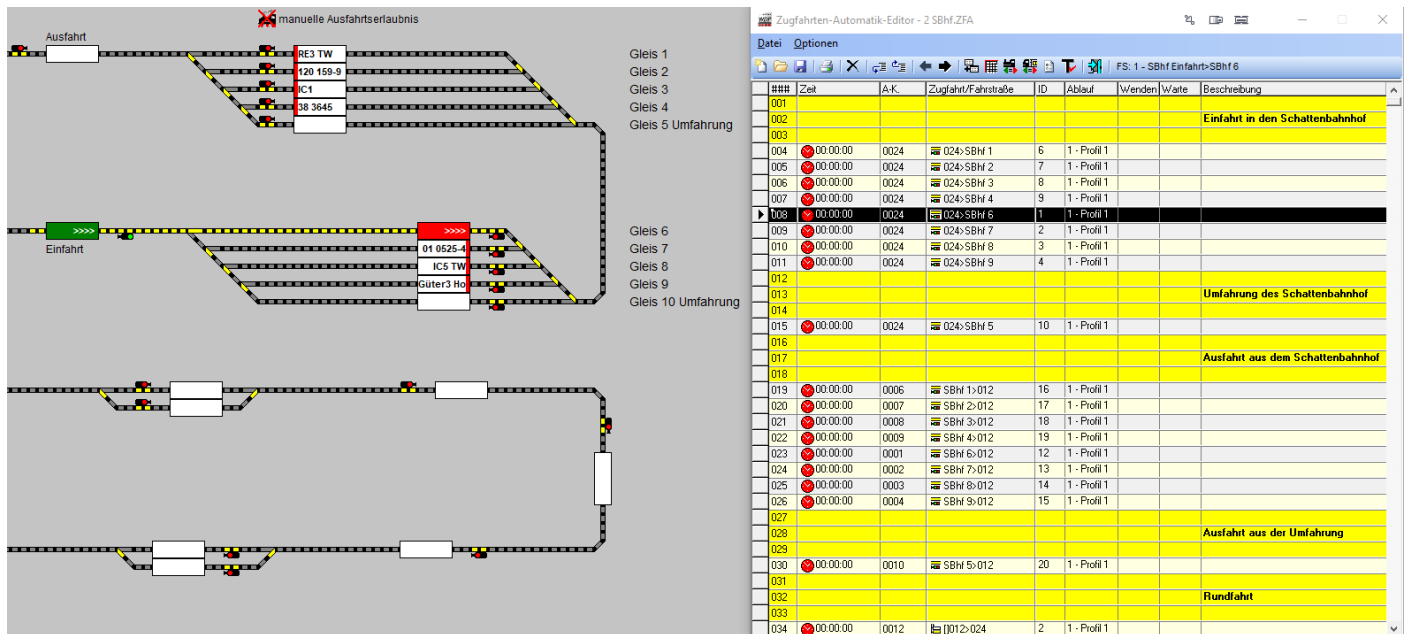 manuelle Ausfahrtserlaubnis
Ausfahrt
RE3 TW
120 159-9
IC1
38 3645
Gleis 1
Gleis 2
Gleis 3
Gleis 4
Gleis 5 Umfahrung
>>>>
Einfahrt
>>>>
01 0525-4
IC5 TW
Güter3 Ho
Gleis 6
Gleis 7
Gleis 8
Gleis 9
Gleis 10 Umfahrung
Zugfahrten-Automatik-Editor - 2 SBhf.ZFA
Datei Optionen
FS: 1 - SBhf Einfahrt>SBhf 6
### Zeit A-K. Zugfahrt/Fahrstraße ID Ablauf Wenden Warte Beschreibung
001
002 Einfahrt in den Schattenbahnhof
003
004 00:00:00 0024 024>SBhf 1 6 1 - Profil 1
005 00:00:00 0024 024>SBhf 2 7 1 - Profil 1
006 00:00:00 0024 024>SBhf 3 8 1 - Profil 1
007 00:00:00 0024 024>SBhf 4 9 1 - Profil 1
008 00:00:00 0024 024>SBhf 6 1 1 - Profil 1
009 00:00:00 0024 024>SBhf 7 2 1 - Profil 1
010 00:00:00 0024 024>SBhf 8 3 1 - Profil 1
011 00:00:00 0024 024>SBhf 9 4 1 - Profil 1
012
013 Umfahrung des Schattenbahnhof
014
015 00:00:00 0024 024>SBhf 5 10 1 - Profil 1
016
017 Ausfahrt aus dem Schattenbahnhof
018
019 00:00:00 0006 SBhf 1>012 16 1 - Profil 1
020 00:00:00 0007 SBhf 2>012 17 1 - Profil 1
021 00:00:00 0008 SBhf 3>012 18 1 - Profil 1
022 00:00:00 0009 SBhf 4>012 19 1 - Profil 1
023 00:00:00 0001 SBhf 6>012 12 1 - Profil 1
024 00:00:00 0002 SBhf 7>012 13 1 - Profil 1
025 00:00:00 0003 SBhf 8>012 14 1 - Profil 1
026 00:00:00 0004 SBhf 9>012 15 1 - Profil 1
027
028 Ausfahrt aus der Umfahrung
029
030 00:00:00 0010 SBhf 5>012 20 1 - Profil 1
031
032 Rundfahrt
033
034 00:00:00 0012 []012>024 2 1 - Profil 1